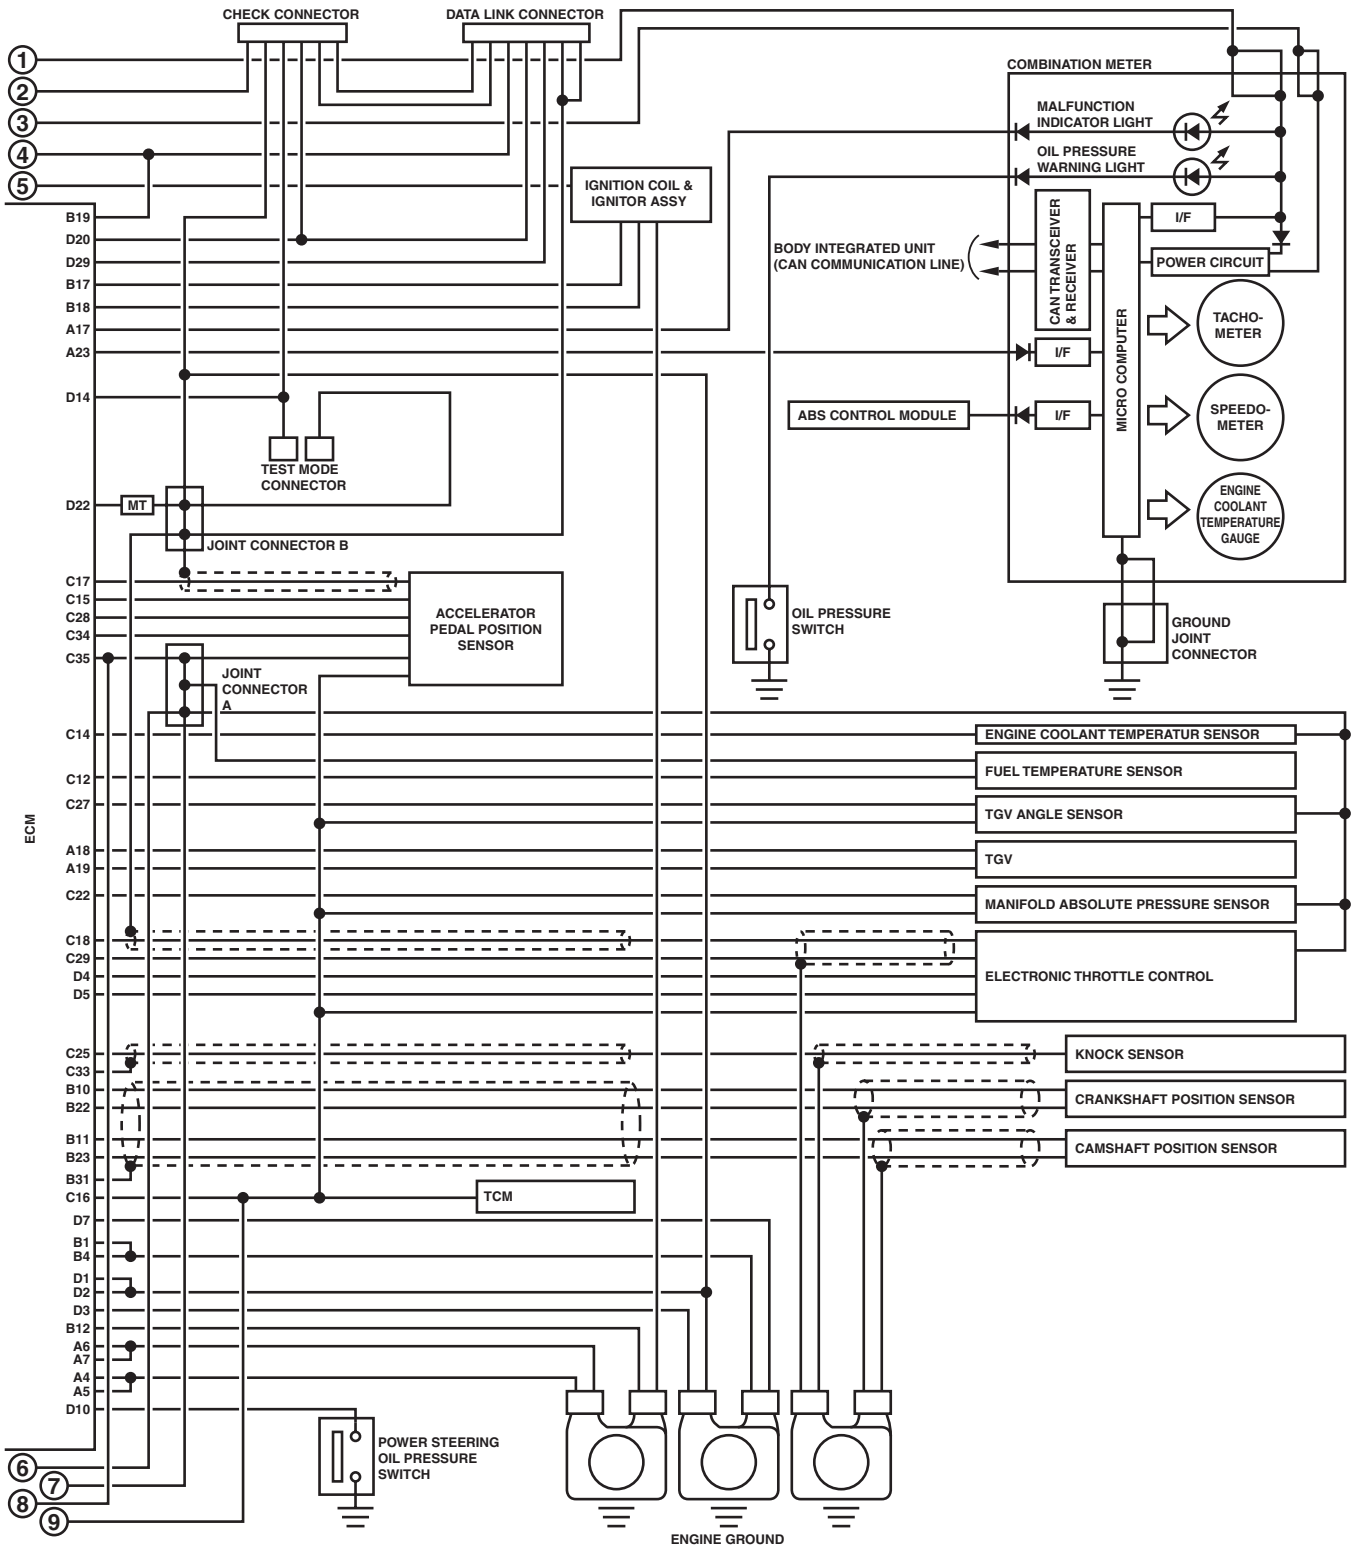 CHECK CONNECTOR
DATA LINK CONNECTOR
1
2
3
4
5
COMBINATION METER
MALFUNCTION
INDICATOR LIGHT
OIL PRESSURE
WARNING LIGHT
IGNITION COIL &
IGNITOR ASSY
I/F
POWER CIRCUIT
BODY INTEGRATED UNIT
(CAN COMMUNICATION LINE)
CAN TRANSCEIVER
& RECEIVER
MICRO COMPUTER
TACHO-
METER
I/F
ABS CONTROL MODULE
I/F
SPEEDO-
METER
ENGINE
COOLANT
TEMPERATURE
GAUGE
B19
D20
D29
B17
B18
A17
A23
D14
TEST MODE
CONNECTOR
D22
MT
JOINT CONNECTOR B
C17
C15
C28
C34
C35
ACCELERATOR
PEDAL POSITION
SENSOR
OIL PRESSURE
SWITCH
GROUND
JOINT
CONNECTOR
JOINT
CONNECTOR
A
C14
ENGINE COOLANT TEMPERATUR SENSOR
C12
FUEL TEMPERATURE SENSOR
C27
TGV ANGLE SENSOR
ECM
A18
A19
TGV
C22
MANIFOLD ABSOLUTE PRESSURE SENSOR
C18
C29
D4
D5
ELECTRONIC THROTTLE CONTROL
C25
C33
KNOCK SENSOR
B10
B22
CRANKSHAFT POSITION SENSOR
B11
B23
CAMSHAFT POSITION SENSOR
B31
C16
TCM
D7
B1
B4
D1
D2
D3
B12
A6
A7
A4
A5
D10
POWER STEERING
OIL PRESSURE
SWITCH
6
7
8
9
ENGINE GROUND